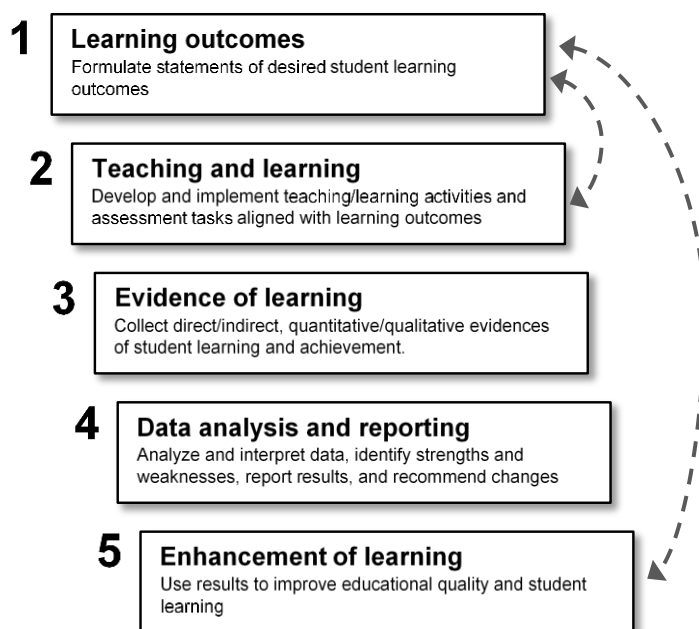 1 Learning outcomes
Formulate statements of desired student learning
outcomes
2 Teaching and learning
Develop and implement teaching/learning activities and
assessment tasks aligned with learning outcomes
3 Evidence of learning
Collect direct/indirect, quantitative/qualitative evidences
of student learning and achievement.
4 Data analysis and reporting
Analyze and interpret data, identify strengths and
weaknesses, report results, and recommend changes
5 Enhancement of learning
Use results to improve educational quality and student
learning